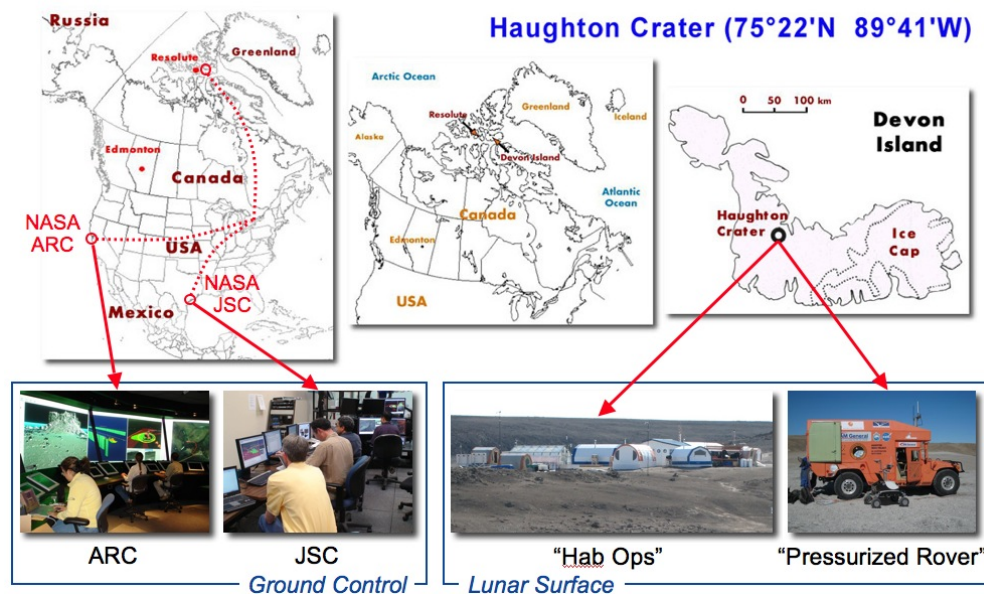 Haughton Crater (75°22'N 89°41'W)
Russia
Greenland
Resolute
Edmonton
Canada
NASA
ARC
USA
NASA
JSC
Mexico
Arctic Ocean
Greenland
Iceland
Resolute
Alaska
Devon Island
Atlantic
Ocean
Canada
Edmonton
USA
0 50 100 km
Devon
Island
Haughton
Crater
Ice
Cap
AM General
ARC
JSC
Ground Control
"Hab Ops"
"Pressurized Rover"
Lunar Surface